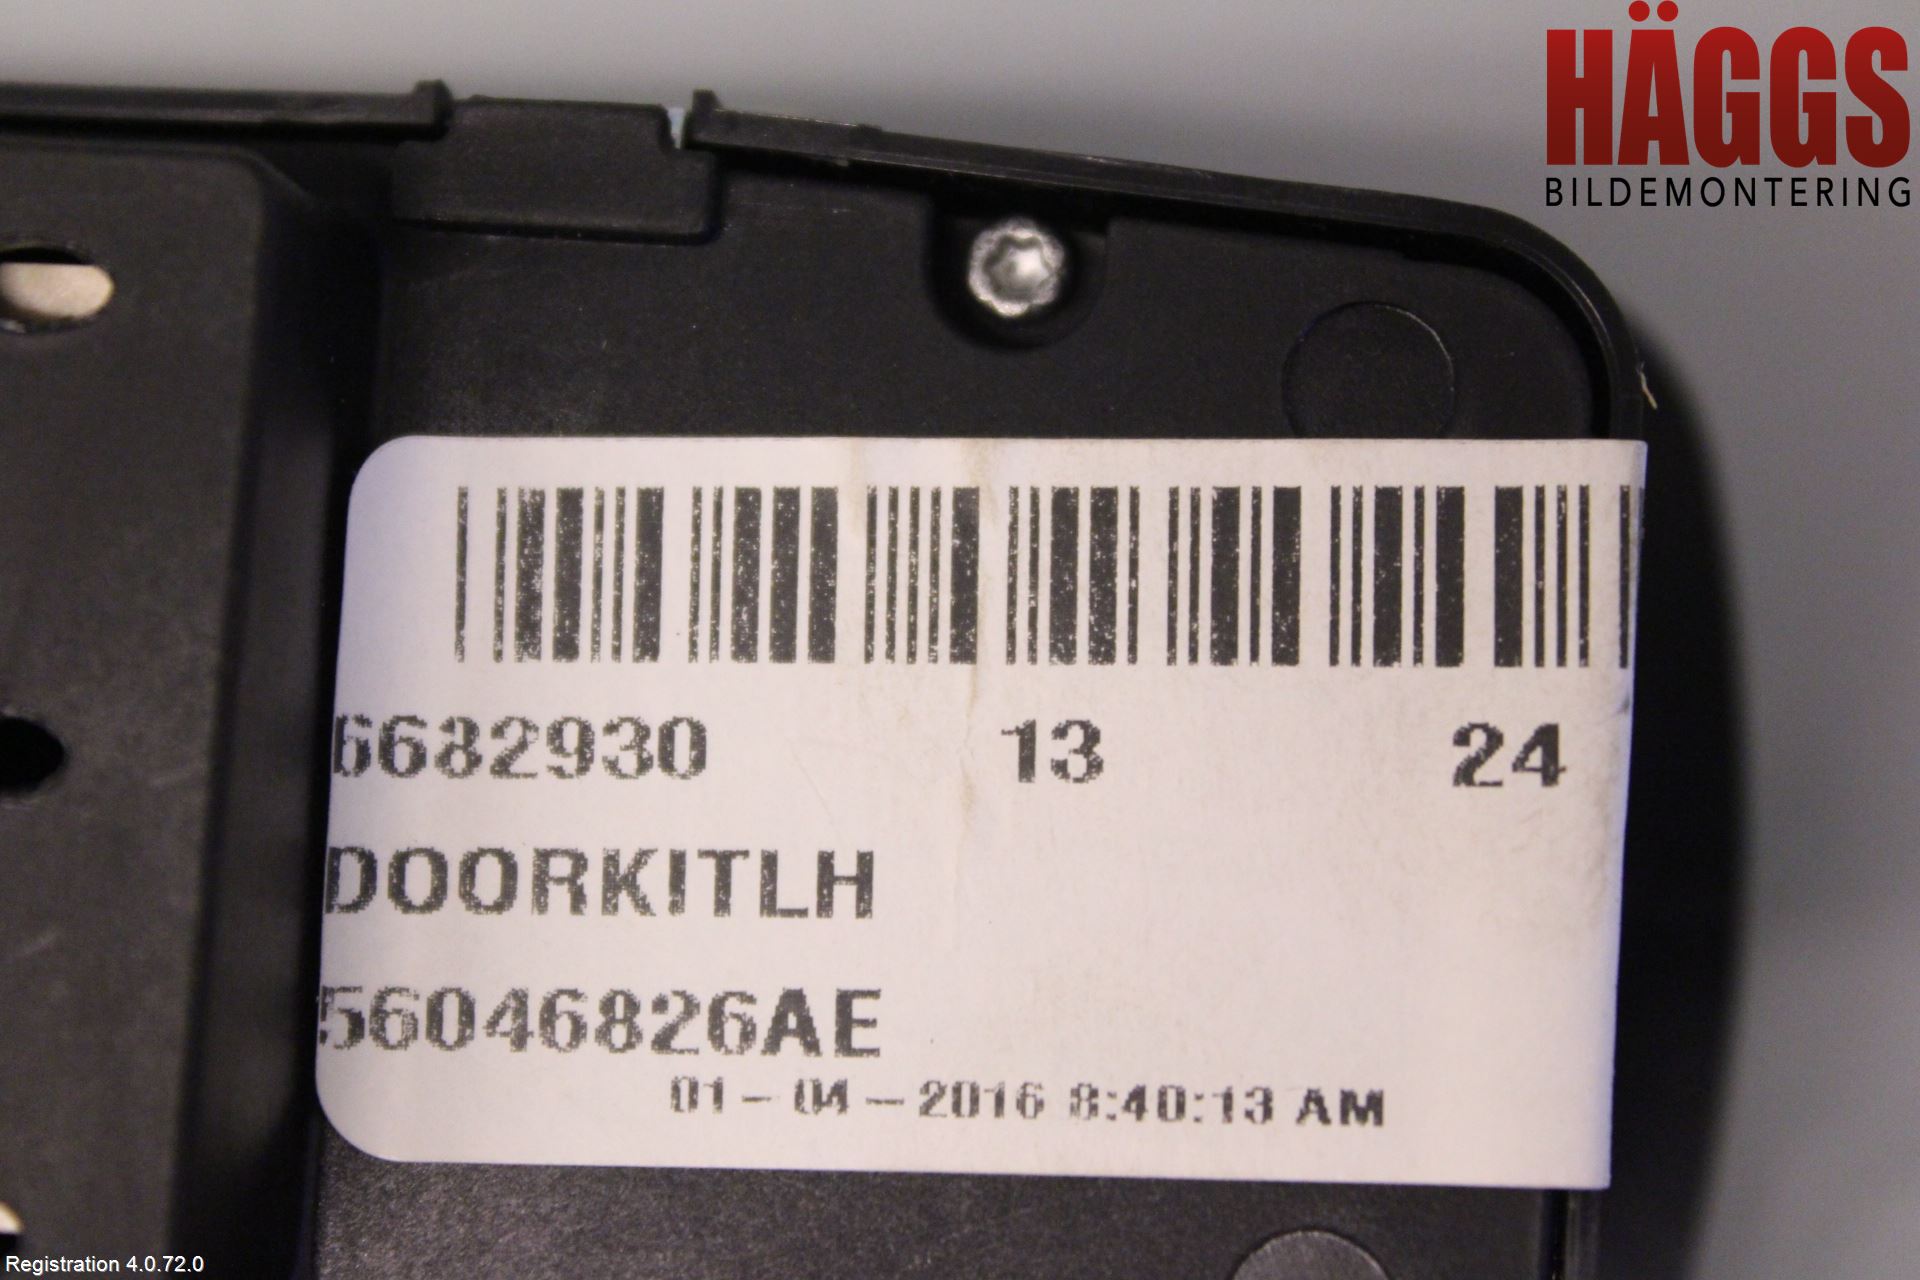 HÄGGS
BILDEMONTERING
6682930 13 24
DOORKITLH
56046826AE
01-04-2016 8:40:13 AM
Registration 4.0.72.0